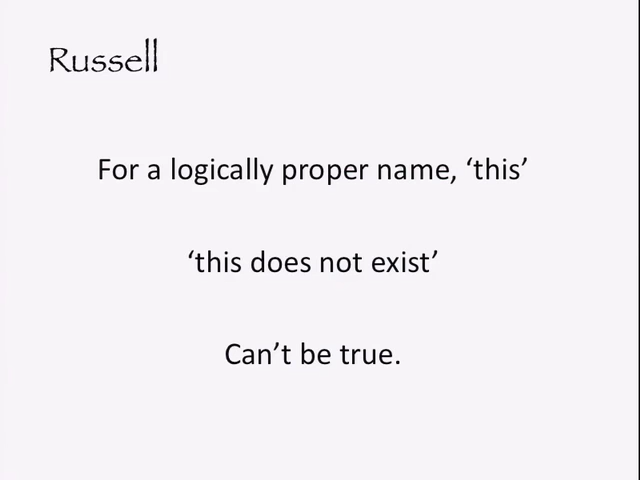 Russell
For a logically proper name, ‘this’
‘this does not exist’
Can’t be true.